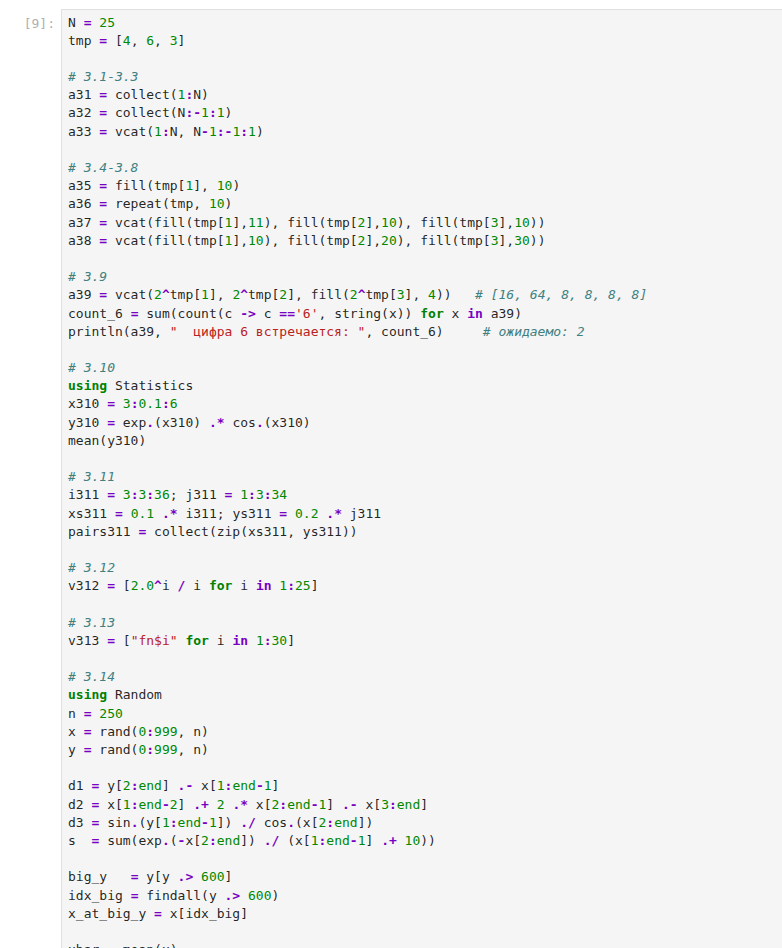 [9]:
N = 25
tmp = [4, 6, 3]
# 3.1-3.3
a31 = collect(1:N)
a32 = collect(N:-1:1)
a33 = vcat(1:N, N-1:-1:1)
# 3.4-3.8
a35 = fill(tmp[1], 10)
a36 = repeat(tmp, 10)
a37 = vcat(fill(tmp[1],11), fill(tmp[2],10), fill(tmp[3],10))
a38 = vcat(fill(tmp[1],10), fill(tmp[2],20), fill(tmp[3],30))
# 3.9
a39 = vcat(2^tmp[1], 2^tmp[2], fill(2^tmp[3], 4))   # [16, 64, 8, 8, 8, 8]
count_6 = sum(count(c -> c =='6', string(x)) for x in a39)
println(a39, "  цифра 6 встречается: ", count_6)     # ожидаемо: 2
# 3.10
using Statistics
x310 = 3:0.1:6
y310 = exp.(x310) .* cos.(x310)
mean(y310)
# 3.11
i311 = 3:3:36; j311 = 1:3:34
xs311 = 0.1 .* i311; ys311 = 0.2 .* j311
pairs311 = collect(zip(xs311, ys311))
# 3.12
v312 = [2.0^i / i for i in 1:25]
# 3.13
v313 = ["fn$i" for i in 1:30]
# 3.14
using Random
n = 250
x = rand(0:999, n)
y = rand(0:999, n)
d1 = y[2:end] .- x[1:end-1]
d2 = x[1:end-2] .+ 2 .* x[2:end-1] .- x[3:end]
d3 = sin.(y[1:end-1]) ./ cos.(x[2:end])
s  = sum(exp.(-x[2:end]) ./ (x[1:end-1] .+ 10))
big_y   = y[y .> 600]
idx_big = findall(y .> 600)
x_at_big_y = x[idx_big]